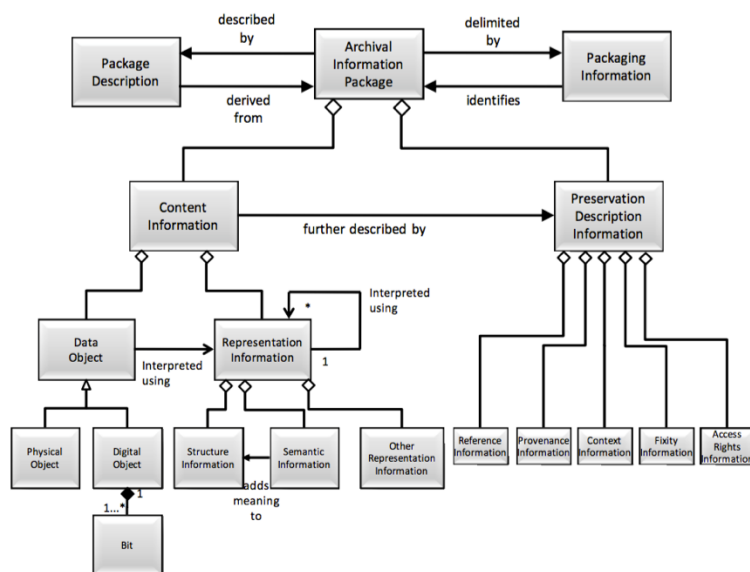 described
by
Archival
Information
Package
delimited
by
Package
Description
Packaging
Information
derived
from
identifies
Content
Information
Preservation
Description
Information
further described by
Interpreted
using
*
1
Data
Object
Interpreted
using
Representation
Information
Physical
Object
Digital
Object
Structure
Information
Semantic
Information
Other
Representation
Information
Reference
Information
Provenance
Information
Context
Information
Fixity
Information
Access
Rights
Information
adds
meaning
to
1
1...*
Bit